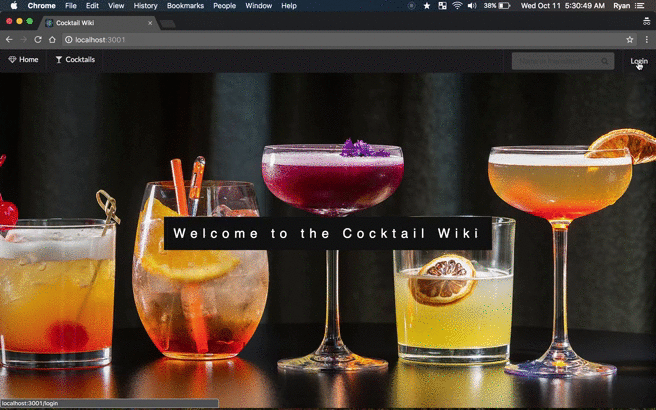 Chrome File Edit View History Bookmarks People Window Help 38% Wed Oct 11 5:30:49 AM Ryan
Cocktail Wiki
localhost:3001
Home Cocktails Login
Welcome to the Cocktail Wiki
localhost:3001/login